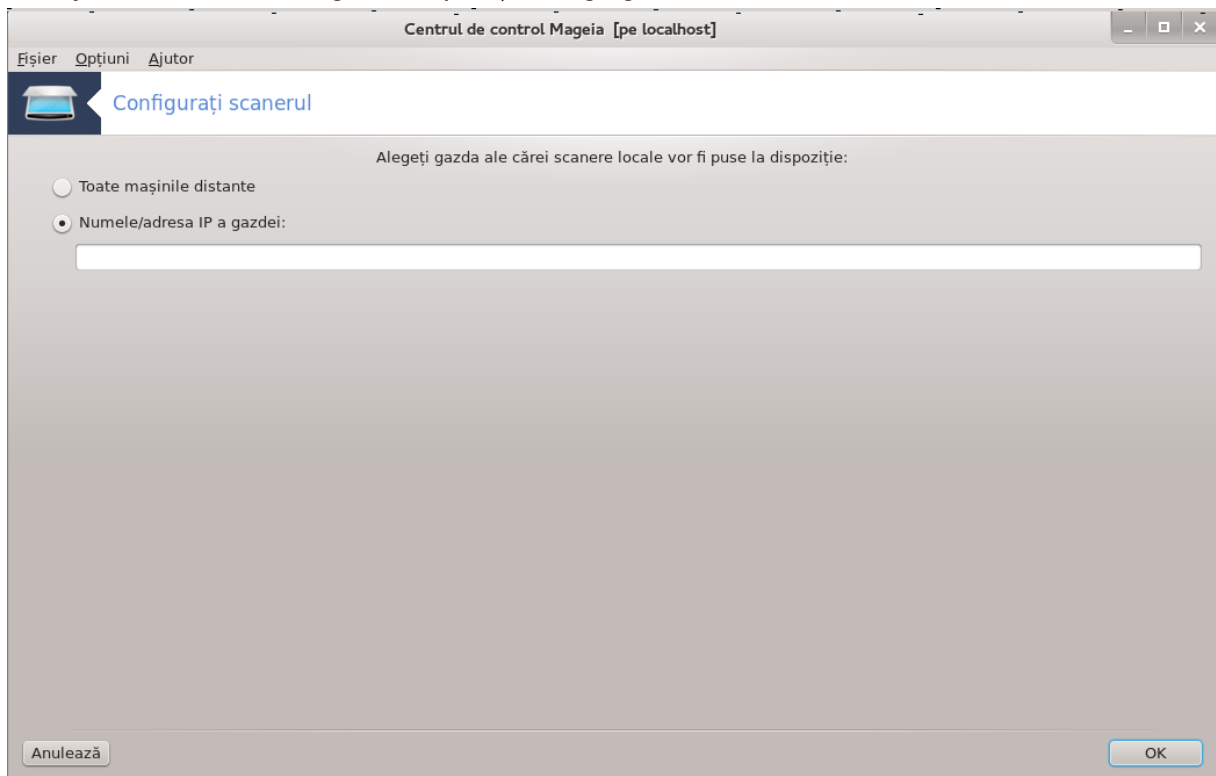 Centrul de control Mageia [pe localhost]
Fișier Opțiuni Ajutor
Configurați scanerul
Alegeți gazda ale cărei scanere locale vor fi puse la dispoziție:
Toate mașinile distante
Numele/adresa IP a gazdei:
Anulează OK